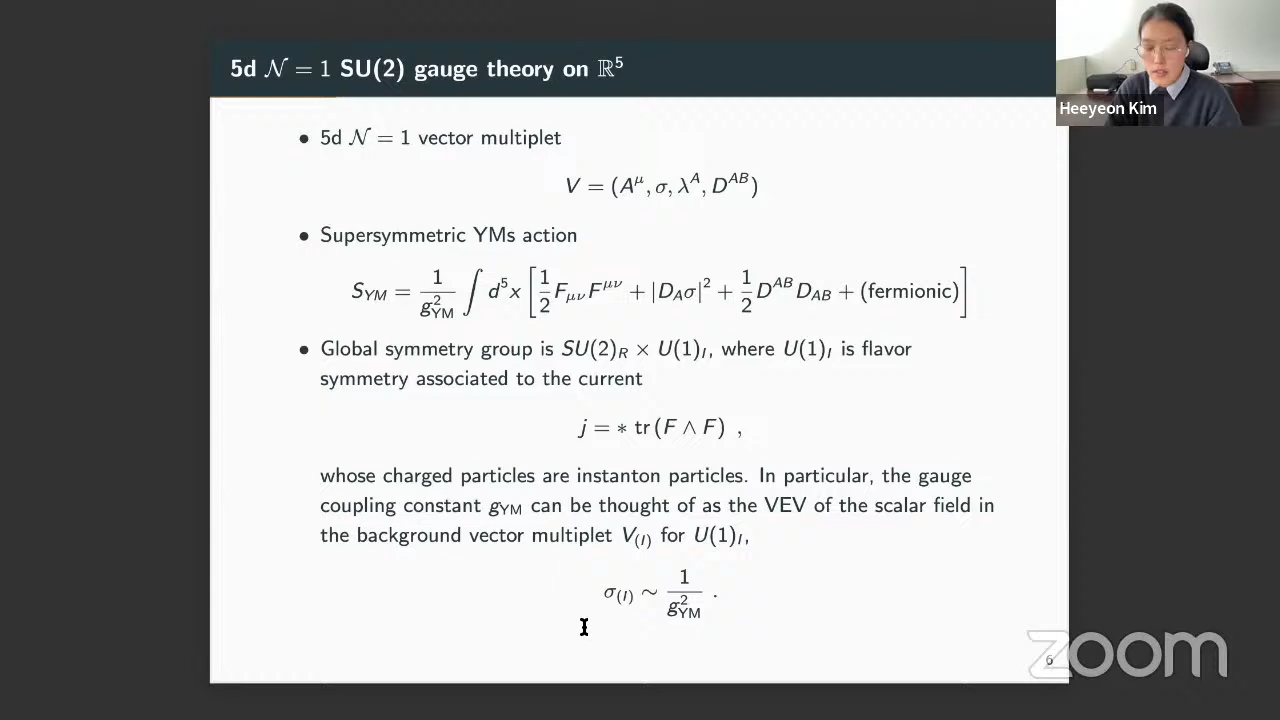 5d 𝒩 = 1 SU(2) gauge theory on ℝ⁵
Heeyeon Kim
• 5d 𝒩 = 1 vector multiplet
V = (A^μ, σ, λ^A, D^{AB})
• Supersymmetric YMs action
S_{YM} = \frac{1}{g_{YM}^2} ∫ d⁵x [ \frac{1}{2} F_{μν}F^{μν} + |D_Aσ|² + \frac{1}{2} D^{AB}D_{AB} + (fermionic) ]
• Global symmetry group is SU(2)_R × U(1)_I, where U(1)_I is flavor
symmetry associated to the current
j = ∗ tr (F ∧ F) ,
whose charged particles are instanton particles. In particular, the gauge
coupling constant g_{YM} can be thought of as the VEV of the scalar field in
the background vector multiplet V_{(I)} for U(1)_I,
σ_{(I)} ∼ \frac{1}{g_{YM}^2} .
6
zoom